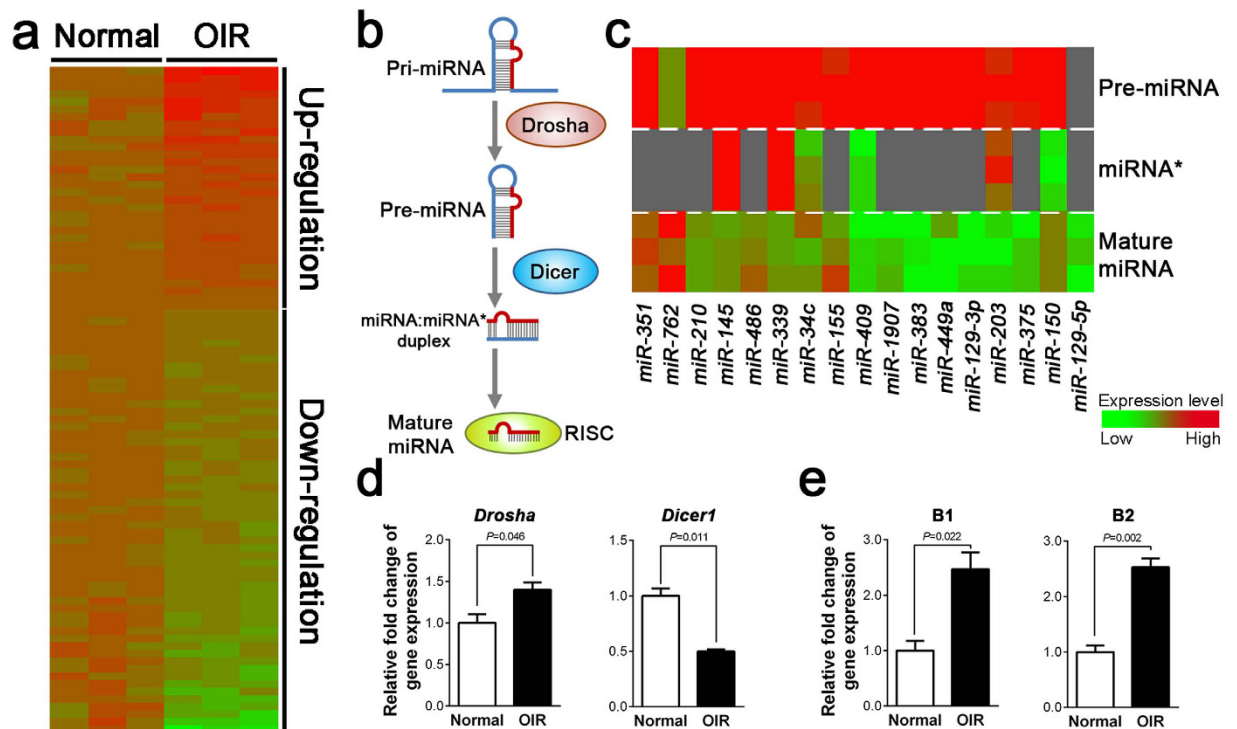 a
Normal
OIR
Up-regulation
Down-regulation
b
Pri-miRNA
Drosha
Pre-miRNA
Dicer
miRNA:miRNA*
duplex
Mature
miRNA
RISC
c
Pre-miRNA
miRNA*
Mature
miRNA
miR-351
miR-762
miR-210
miR-145
miR-486
miR-339
miR-34c
miR-155
miR-409
miR-1907
miR-383
miR-449a
miR-129-3p
miR-203
miR-375
miR-150
miR-129-5p
Expression level
Low
High
d
Relative fold change of
gene expression
Drosha
P=0.046
2.0
1.5
1.0
0.5
0.0
Normal
OIR
Dicer1
P=0.011
1.5
1.0
0.5
0.0
Normal
OIR
e
Relative fold change of
gene expression
B1
P=0.022
3.0
2.0
1.0
0.0
Normal
OIR
B2
P=0.002
3.0
2.0
1.0
0.0
Normal
OIR